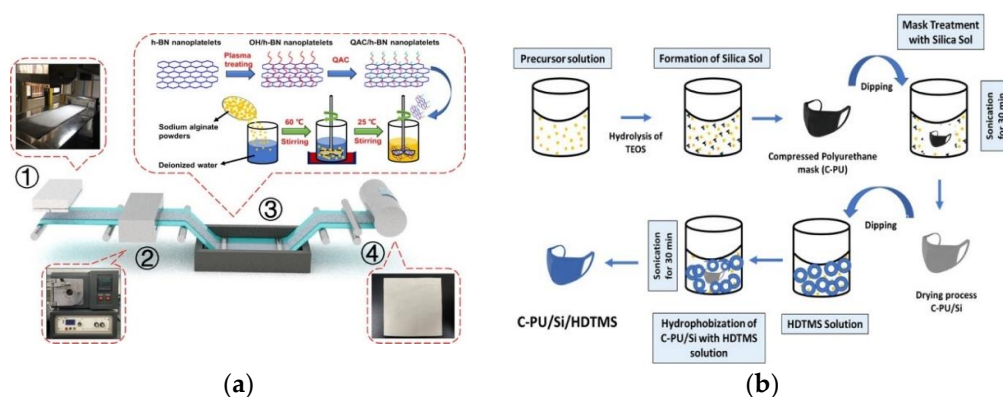 h-BN nanoplatelets
OH/h-BN nanoplatelets
QAC/h-BN nanoplatelets
Plasma
treating
QAC
Sodium alginate
powders
60 ℃
Stirring
25 ℃
Stirring
Deionized water
①
②
③
④
(a)
Precursor solution
Hydrolysis of
TEOS
Formation of Silica Sol
Compressed Polyurethane
mask (C-PU)
Dipping
Mask Treatment
with Silica Sol
Sonication
for 30 min
Drying process
C-PU/Si
Dipping
HDTMS Solution
Sonication
for 30 min
Hydrophobization of
C-PU/Si with HDTMS
solution
C-PU/Si/HDTMS
(b)